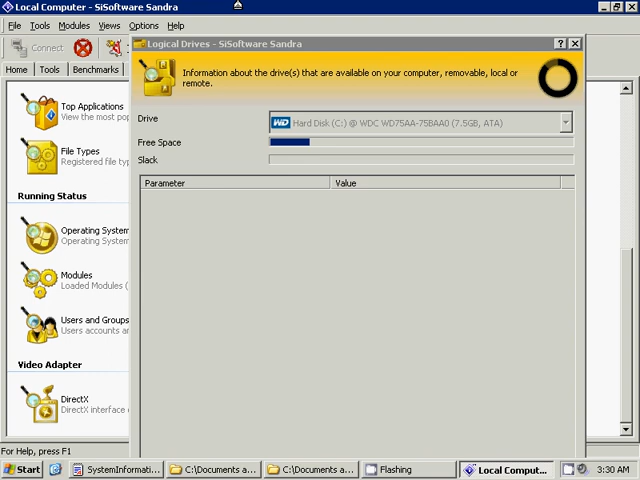 Local Computer - SiSoftware Sandra
File Tools Modules Views Options Help
Connect
Home Tools Benchmarks
Top Applications
View the most pop
File Types
Registered file typ
Running Status
Operating System
Operating System
Modules
Loaded Modules (
Users and Groups
Users accounts an
Video Adapter
DirectX
DirectX interface
Logical Drives - SiSoftware Sandra
Information about the drive(s) that are available on your computer, removable, local or
remote.
Drive
WD Hard Disk (C:) @ WDC WD75AA-75BAA0 (7.5GB, ATA)
Free Space
Slack
Parameter Value
For Help, press F1
Start SystemInformati... C:\Documents a... C:\Documents a... Flashing Local Comput... 3:30 AM